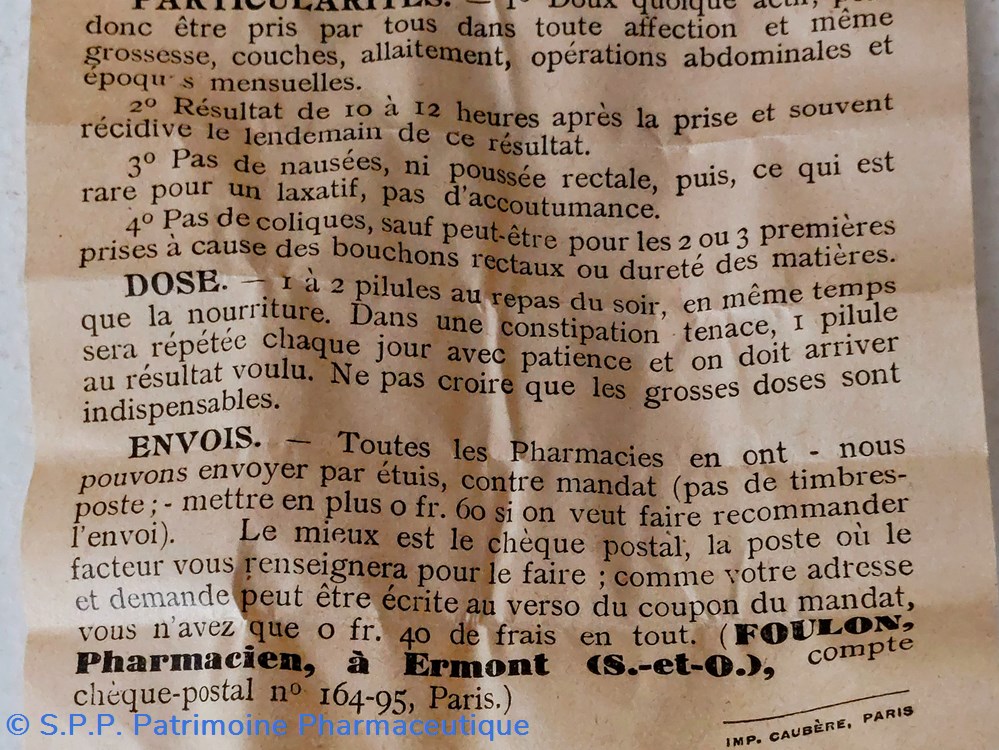 PARTICULARITÉS. — 1º Doux quoique actif,
donc être pris par tous dans toute affection et même
grossesse, couches, allaitement, opérations abdominales et
époqu s mensuelles.
2º Résultat de 10 à 12 heures après la prise et souvent
récidive le lendemain de ce résultat.
3º Pas de nausées, ni poussée rectale, puis, ce qui est
rare pour un laxatif, pas d'accoutumance.
4º Pas de coliques, sauf peut-être pour les 2 ou 3 premières
prises à cause des bouchons rectaux ou dureté des matières.
DOSE. — 1 à 2 pilules au repas du soir, en même temps
que la nourriture. Dans une constipation tenace, 1 pilule
sera répétée chaque jour avec patience et on doit arriver
au résultat voulu. Ne pas croire que les grosses doses sont
indispensables.
ENVOIS. — Toutes les Pharmacies en ont - nous
pouvons envoyer par étuis, contre mandat (pas de timbres-
poste ; - mettre en plus 0 fr. 60 si on veut faire recommander
l'envoi). Le mieux est le chèque postal, la poste où le
facteur vous renseignera pour le faire ; comme votre adresse
et demande peut être écrite au verso du coupon du mandat,
vous n'avez que 0 fr. 40 de frais en tout. (FOULON,
Pharmacien, à Ermont (S.-et-O.), compte
chèque-postal nº 164-95, Paris.)
IMP. CAUBÈRE, PARIS
© S.P.P. Patrimoine Pharmaceutique